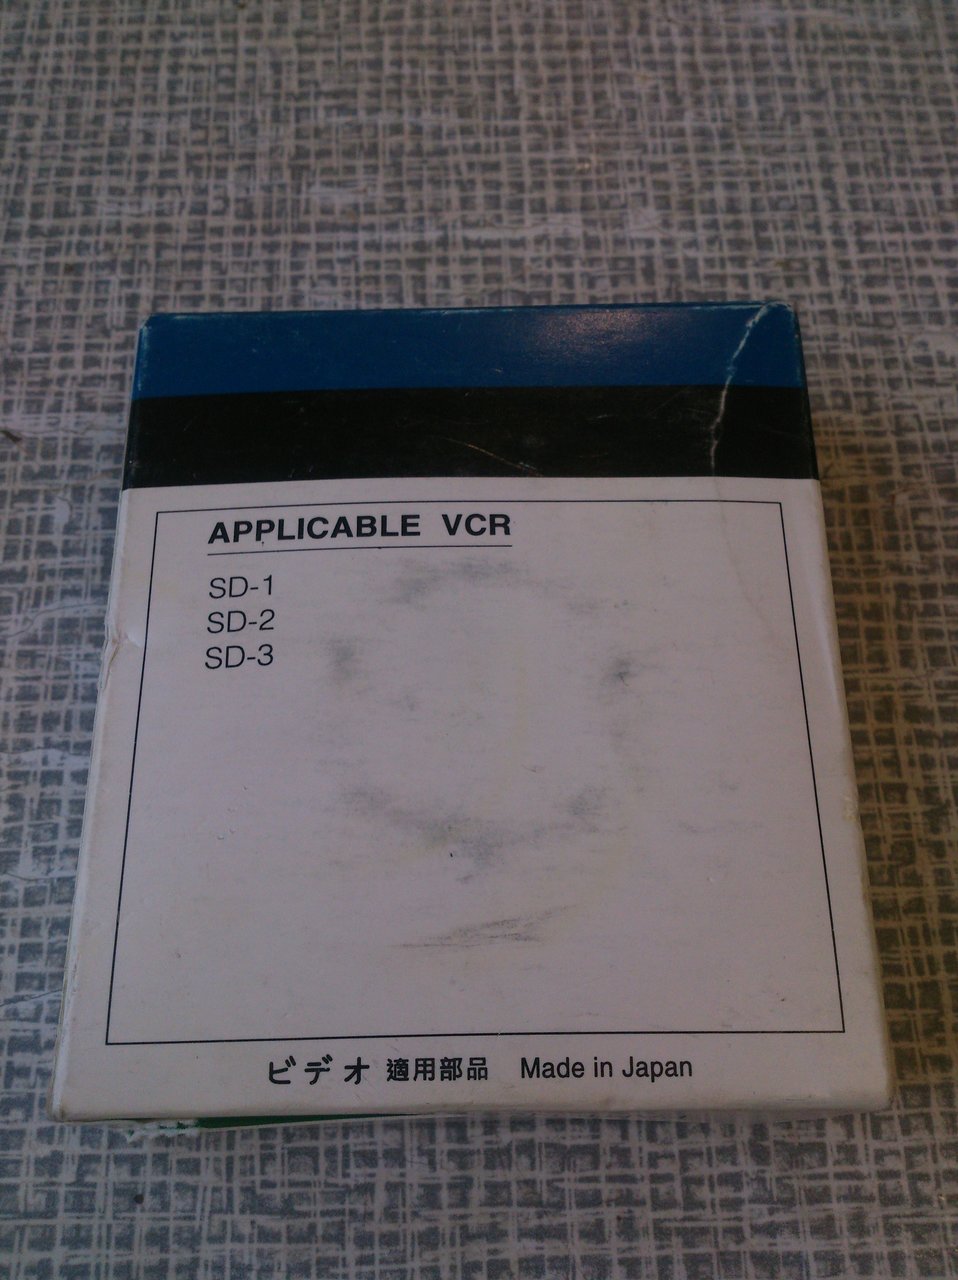 APPLICABLE VCR
SD-1
SD-2
SD-3
ビデオ 適用部品 Made in Japan